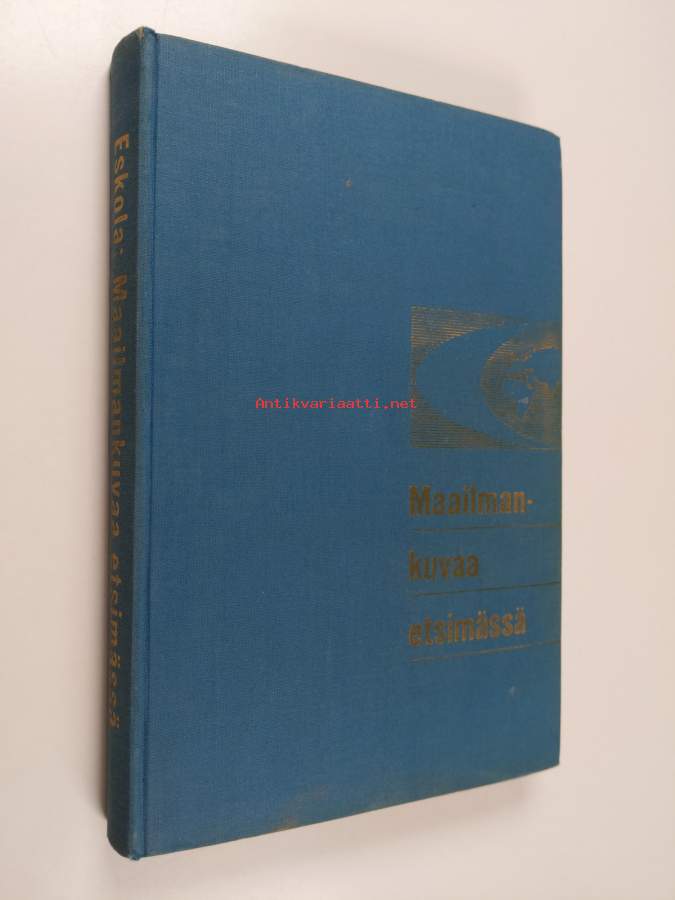 Eskola: Maailmankuvaa etsimässä
Antikvariaatti.net
Maailman-
kuvaa
etsimässä